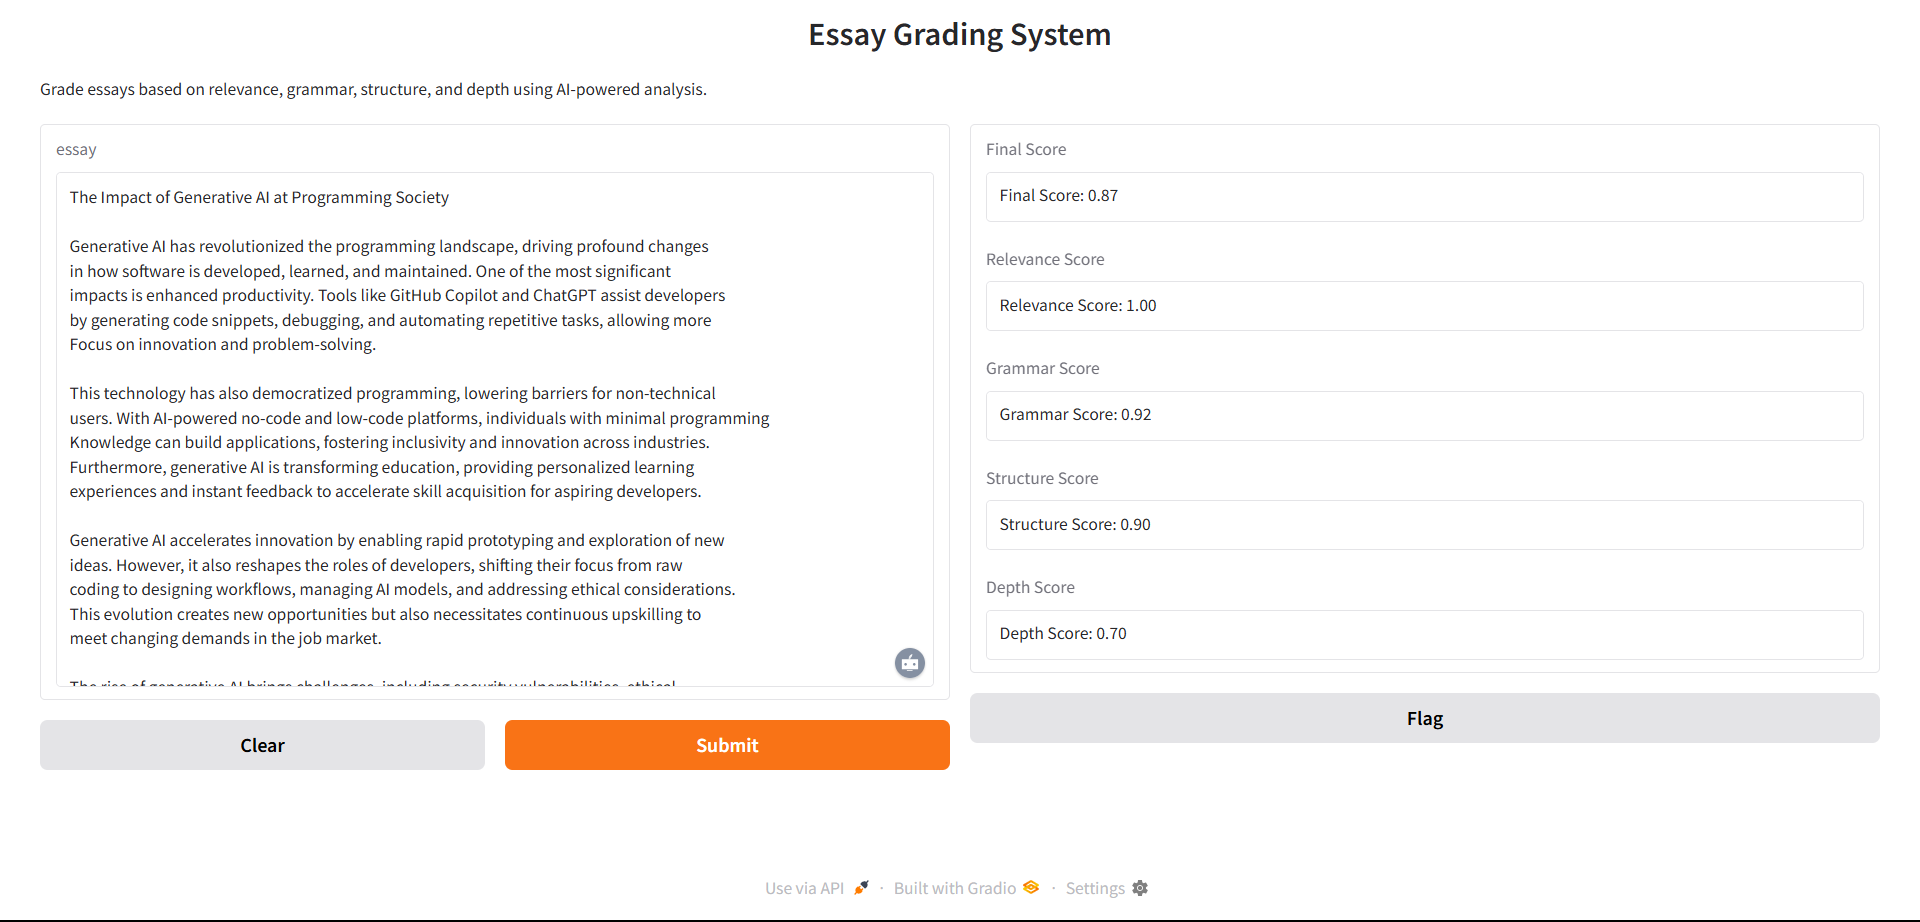 Essay Grading System
Grade essays based on relevance, grammar, structure, and depth using AI-powered analysis.
essay
The Impact of Generative AI at Programming Society
Generative AI has revolutionized the programming landscape, driving profound changes
in how software is developed, learned, and maintained. One of the most significant
impacts is enhanced productivity. Tools like GitHub Copilot and ChatGPT assist developers
by generating code snippets, debugging, and automating repetitive tasks, allowing more
Focus on innovation and problem-solving.
This technology has also democratized programming, lowering barriers for non-technical
users. With AI-powered no-code and low-code platforms, individuals with minimal programming
Knowledge can build applications, fostering inclusivity and innovation across industries.
Furthermore, generative AI is transforming education, providing personalized learning
experiences and instant feedback to accelerate skill acquisition for aspiring developers.
Generative AI accelerates innovation by enabling rapid prototyping and exploration of new
ideas. However, it also reshapes the roles of developers, shifting their focus from raw
coding to designing workflows, managing AI models, and addressing ethical considerations.
This evolution creates new opportunities but also necessitates continuous upskilling to
meet changing demands in the job market.
The rise of generative AI brings challenges, including security vulnerabilities, ethical
Clear
Submit
Final Score
Final Score: 0.87
Relevance Score
Relevance Score: 1.00
Grammar Score
Grammar Score: 0.92
Structure Score
Structure Score: 0.90
Depth Score
Depth Score: 0.70
Flag
Use via API · Built with Gradio · Settings